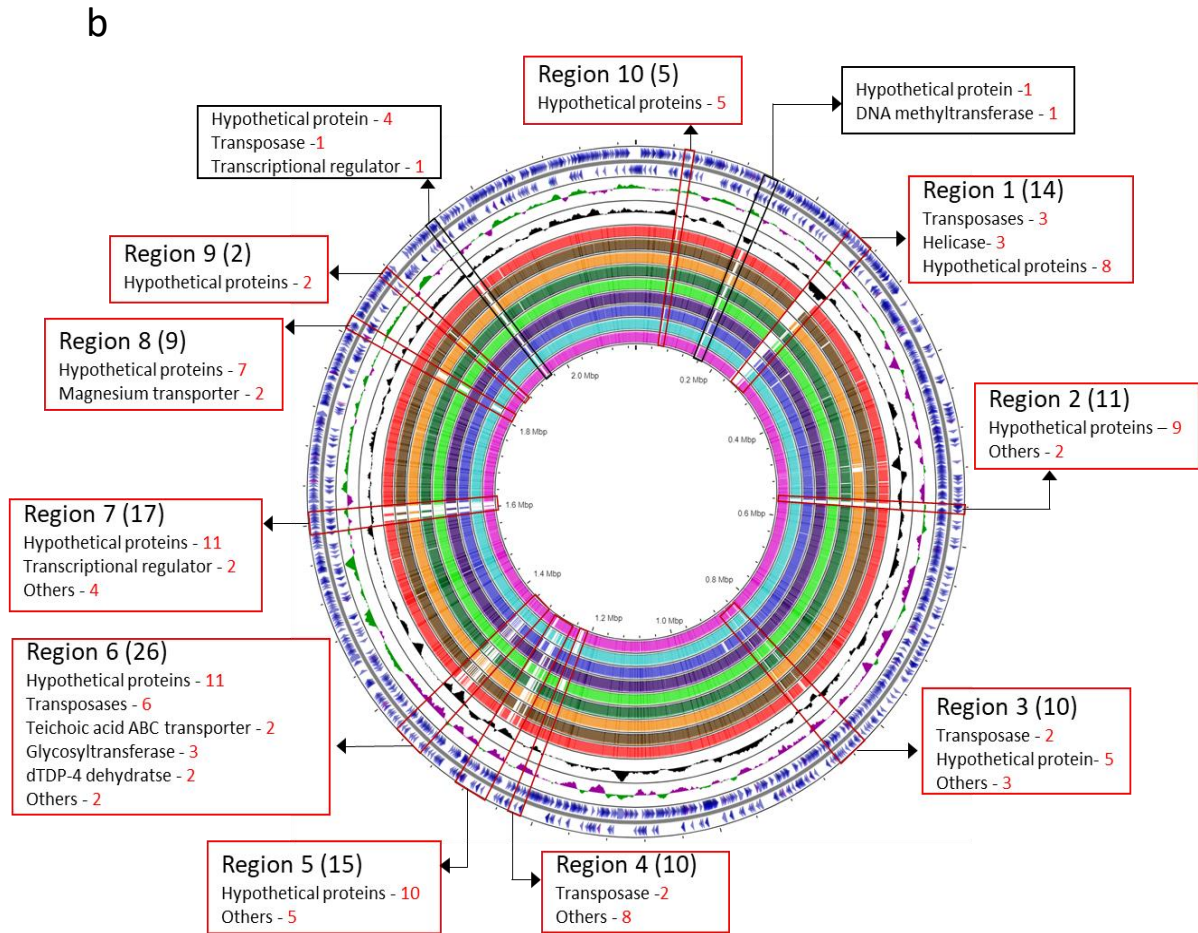 b
Region 10 (5)
Hypothetical proteins - 5
Hypothetical protein -1
DNA methyltransferase - 1
Hypothetical protein - 4
Transposase -1
Transcriptional regulator - 1
Region 1 (14)
Transposases - 3
Helicase- 3
Hypothetical proteins - 8
Region 9 (2)
Hypothetical proteins - 2
Region 8 (9)
Hypothetical proteins - 7
Magnesium transporter - 2
Region 2 (11)
Hypothetical proteins – 9
Others - 2
Region 7 (17)
Hypothetical proteins - 11
Transcriptional regulator - 2
Others - 4
Region 6 (26)
Hypothetical proteins - 11
Transposases - 6
Teichoic acid ABC transporter - 2
Glycosyltransferase - 3
dTDP-4 dehydratse - 2
Others - 2
Region 3 (10)
Transposase - 2
Hypothetical protein- 5
Others - 3
Region 5 (15)
Hypothetical proteins - 10
Others - 5
Region 4 (10)
Transposase -2
Others - 8
0.2 Mbp
0.4 Mbp
0.6 Mbp
0.8 Mbp
1.0 Mbp
1.2 Mbp
1.4 Mbp
1.6 Mbp
1.8 Mbp
2.0 Mbp